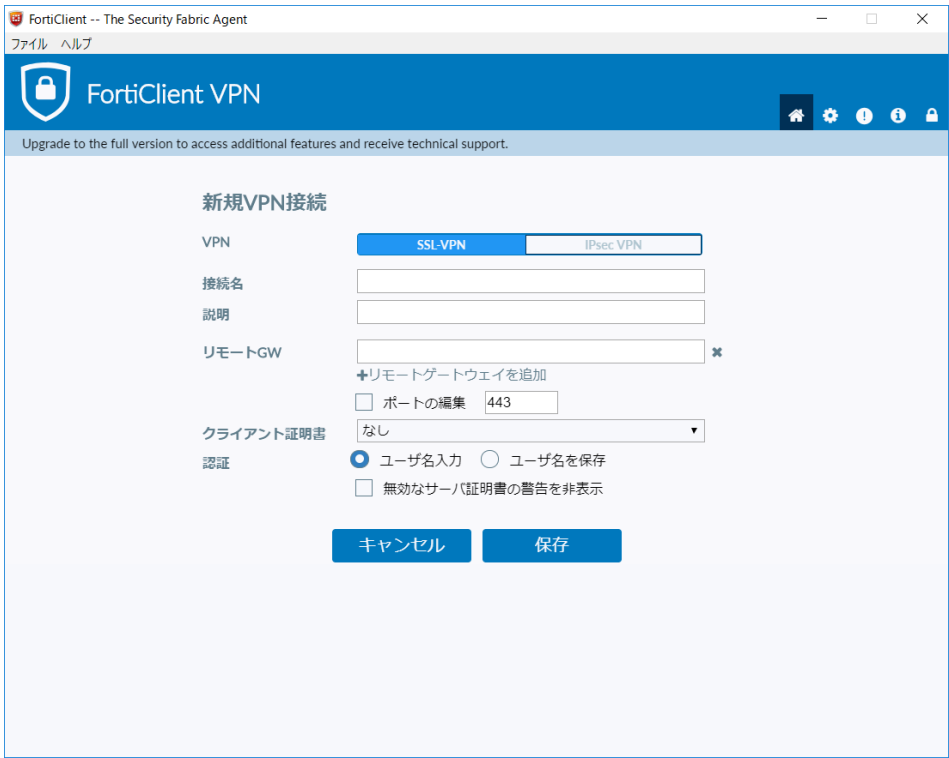 FortiClient -- The Security Fabric Agent
ファイル ヘルプ
FortiClient VPN
Upgrade to the full version to access additional features and receive technical support.
新規VPN接続
VPN SSL-VPN IPsec VPN
接続名
説明
リモートGW
+リモートゲートウェイを追加
ポートの編集 443
クライアント証明書 なし
認証 ユーザ名入力 ユーザ名を保存
無効なサーバ証明書の警告を非表示
キャンセル 保存